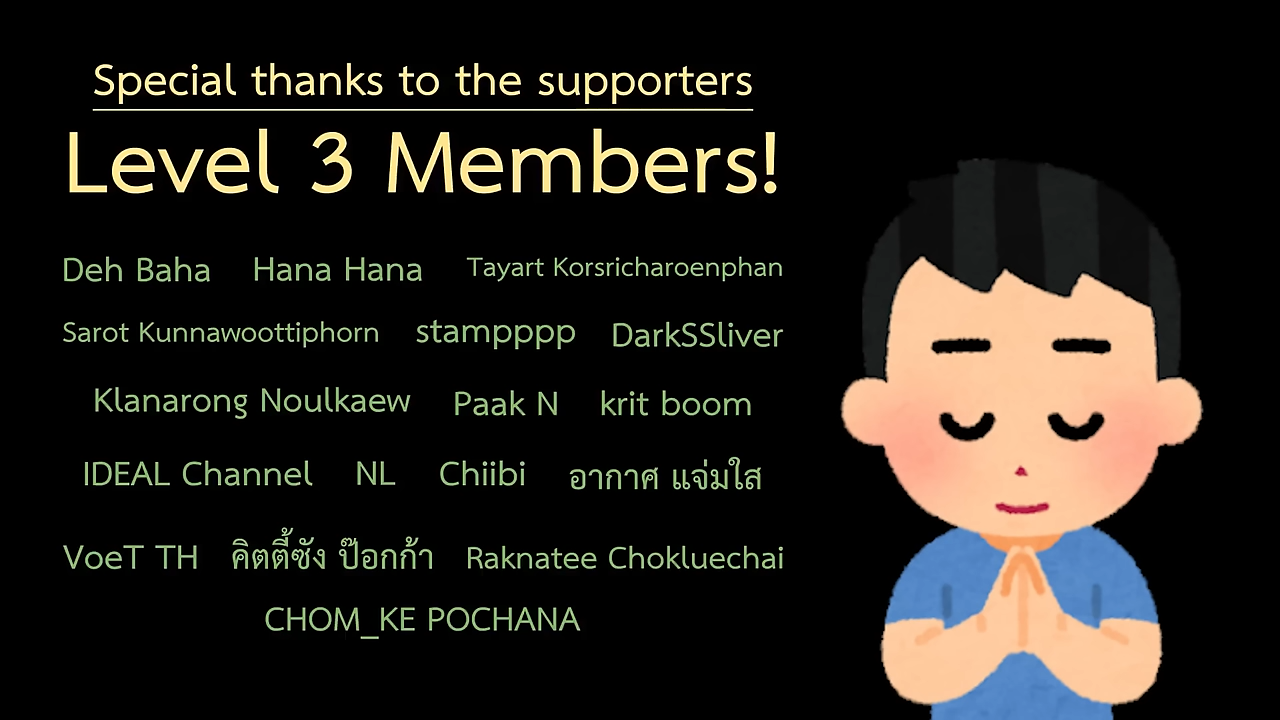 Special thanks to the supporters
Level 3 Members!
Deh Baha Hana Hana Tayart Korsricharoenphan
Sarot Kunnawoottiphorn stampppp DarkSSliver
Klanarong Noulkaew Paak N krit boom
IDEAL Channel NL Chiibi อากาศ แจ่มใส
VoeT TH คิตตี้ซัง ป๊อกก้า Raknatee Chokluechai
CHOM_KE POCHANA